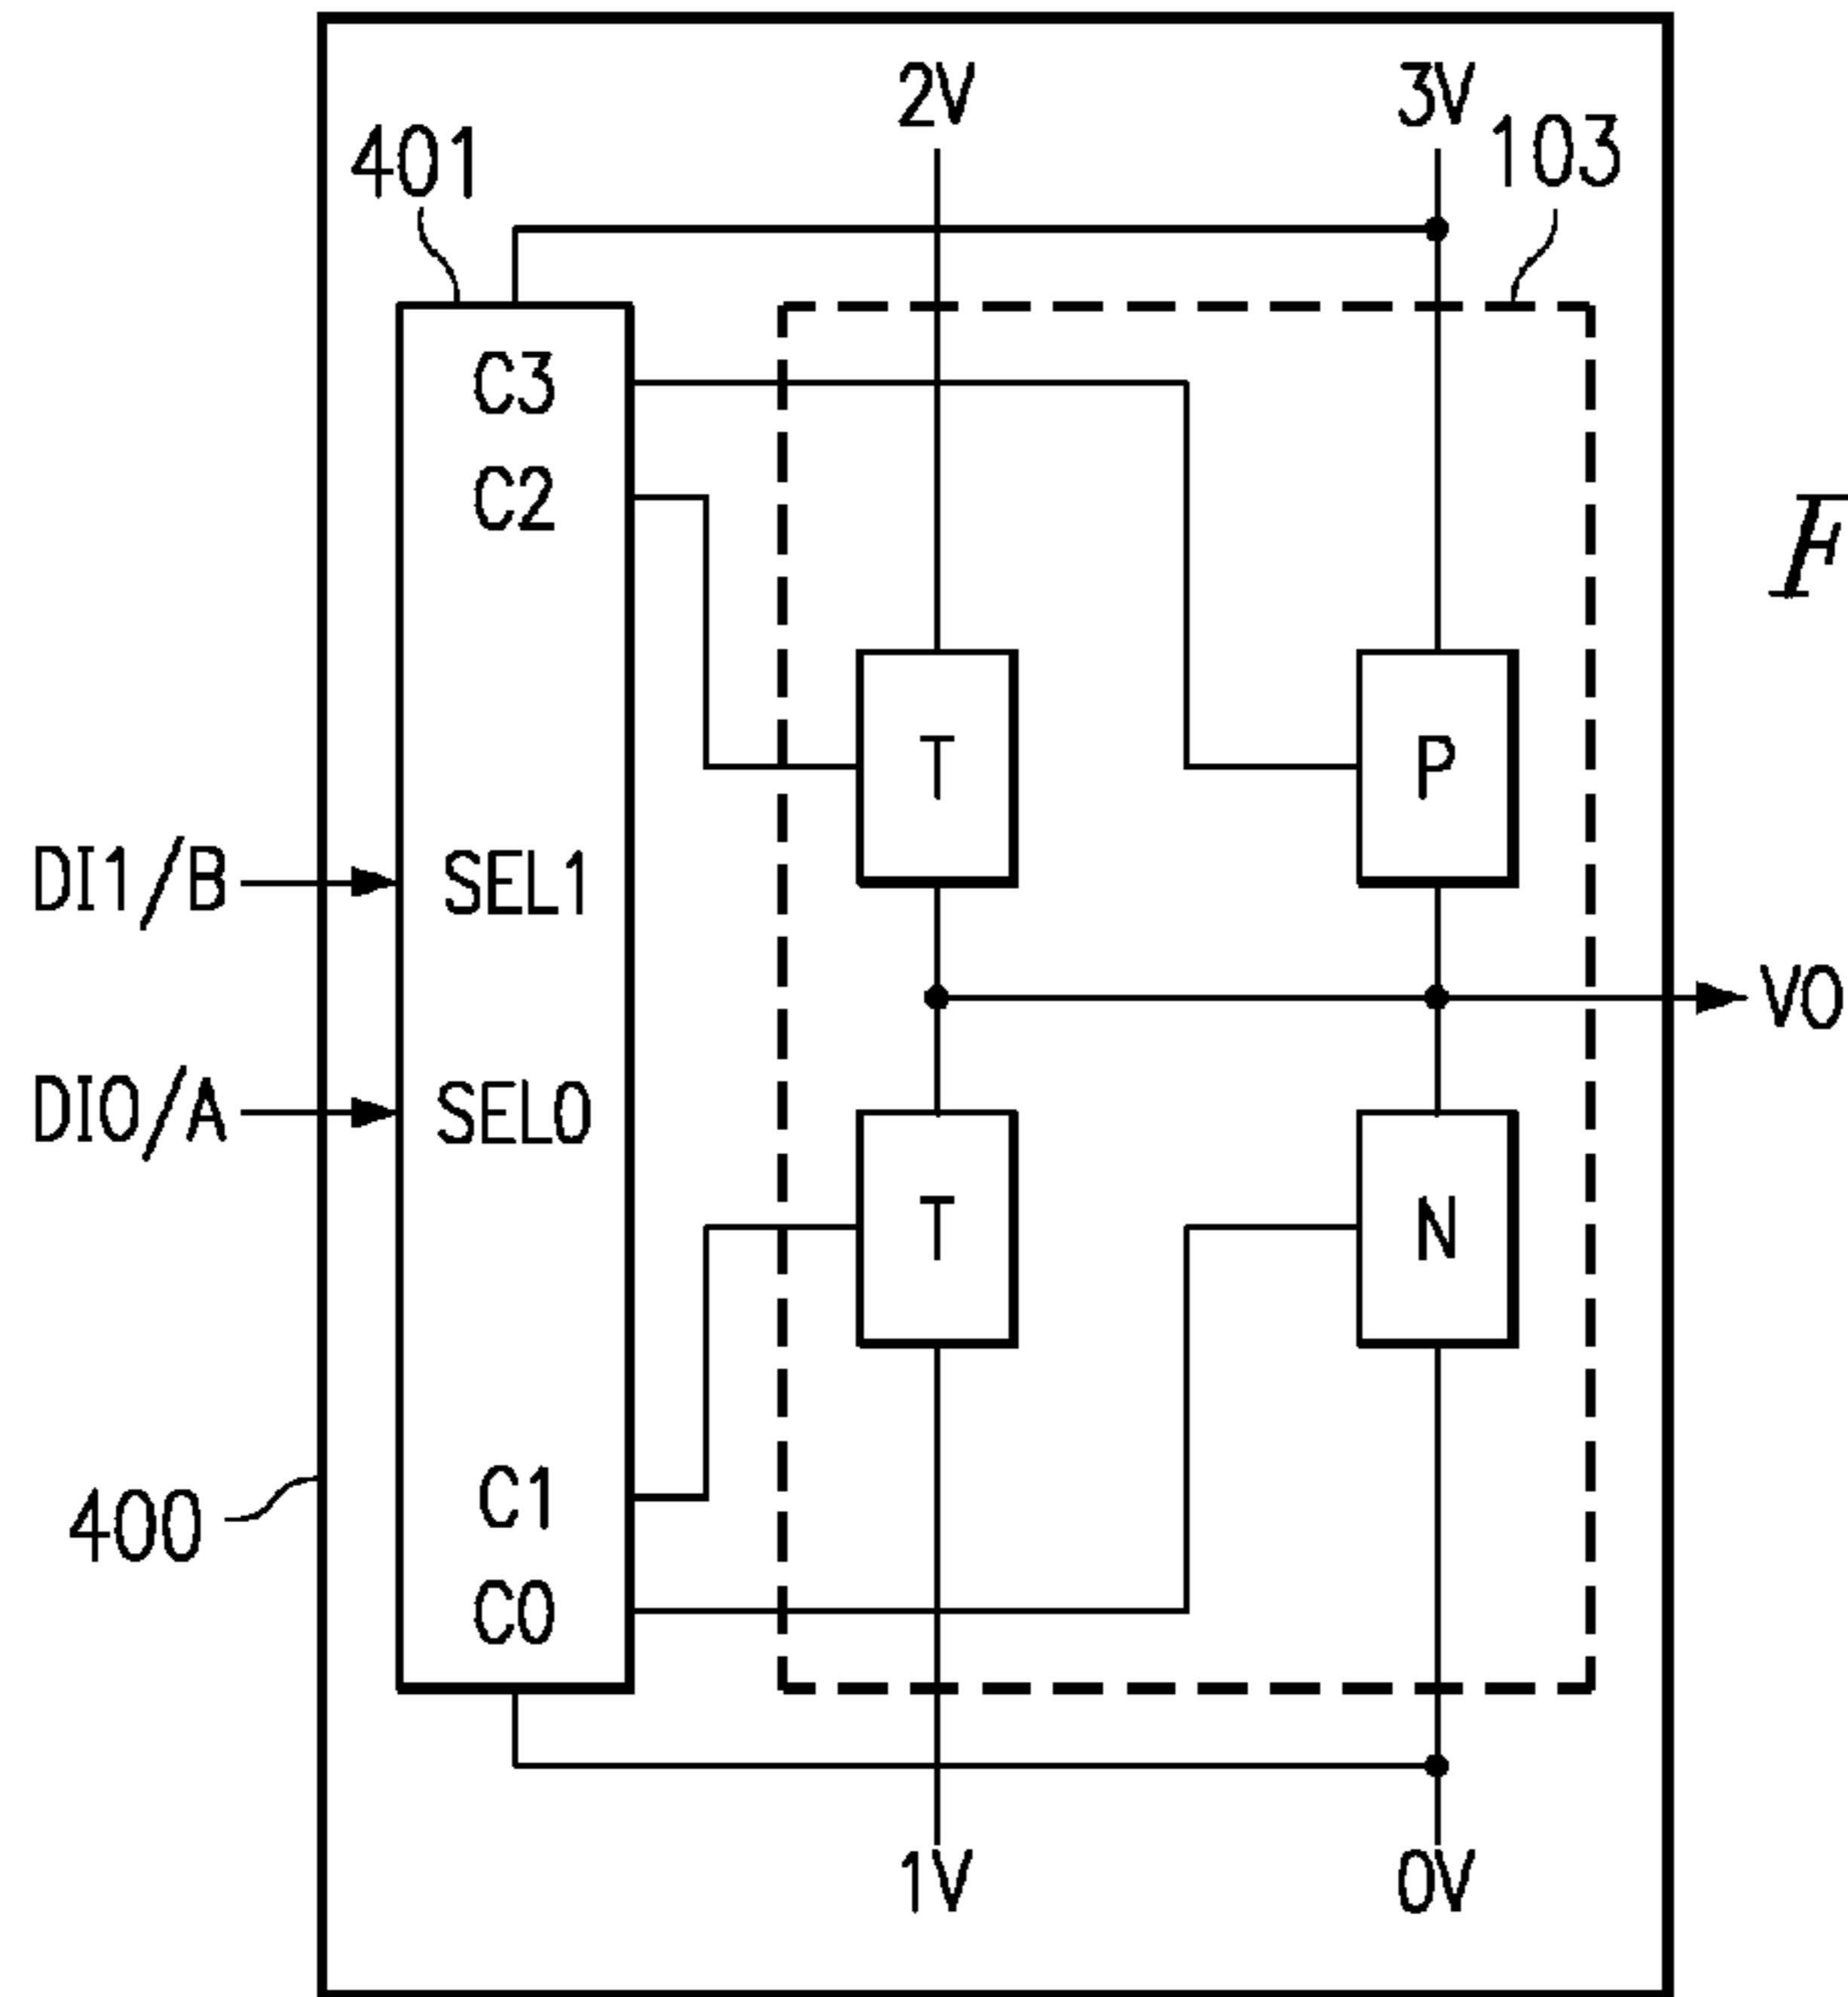 2V
3V
401
103
C3
C2
T
P
DI1/B
SEL1
VO
DI0/A
SEL0
T
N
C1
400
C0
1V
0V